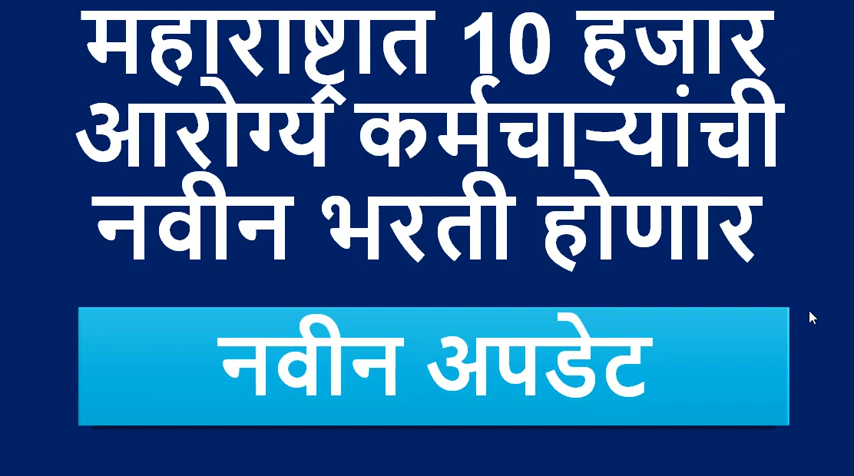 महाराष्ट्रात 10 हजार
आरोग्य कर्मचाऱ्यांची
नवीन भरती होणार
नवीन अपडेट